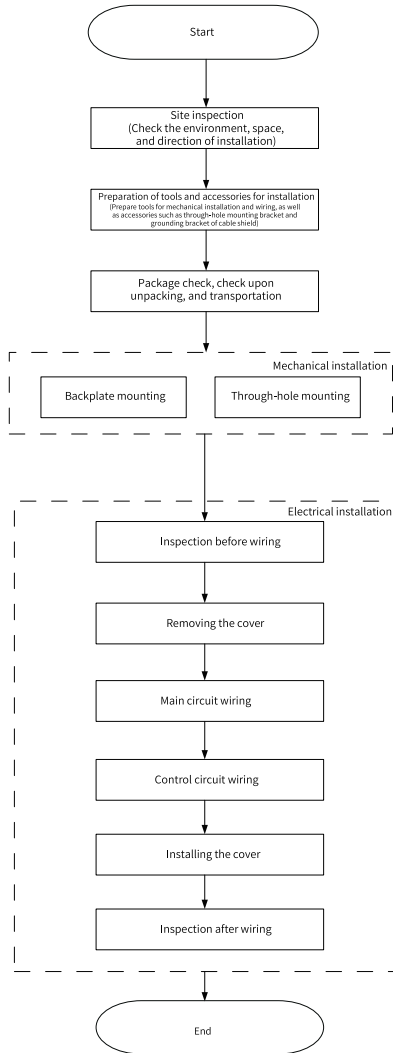 Start
Site inspection
(Check the environment, space,
and direction of installation)
Preparation of tools and accessories for installation
(Prepare tools for mechanical installation and wiring, as well
as accessories such as through-hole mounting bracket and
grounding bracket of cable shield)
Package check, check upon
unpacking, and transportation
Mechanical installation
Backplate mounting
Through-hole mounting
Electrical installation
Inspection before wiring
Removing the cover
Main circuit wiring
Control circuit wiring
Installing the cover
Inspection after wiring
End